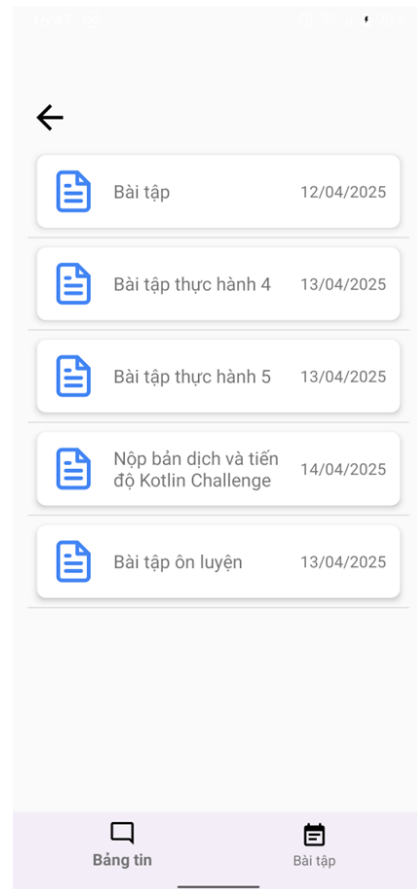 Bài tập
12/04/2025
Bài tập thực hành 4
13/04/2025
Bài tập thực hành 5
13/04/2025
Nộp bản dịch và tiến
độ Kotlin Challenge
14/04/2025
Bài tập ôn luyện
13/04/2025
Bảng tin
Bài tập